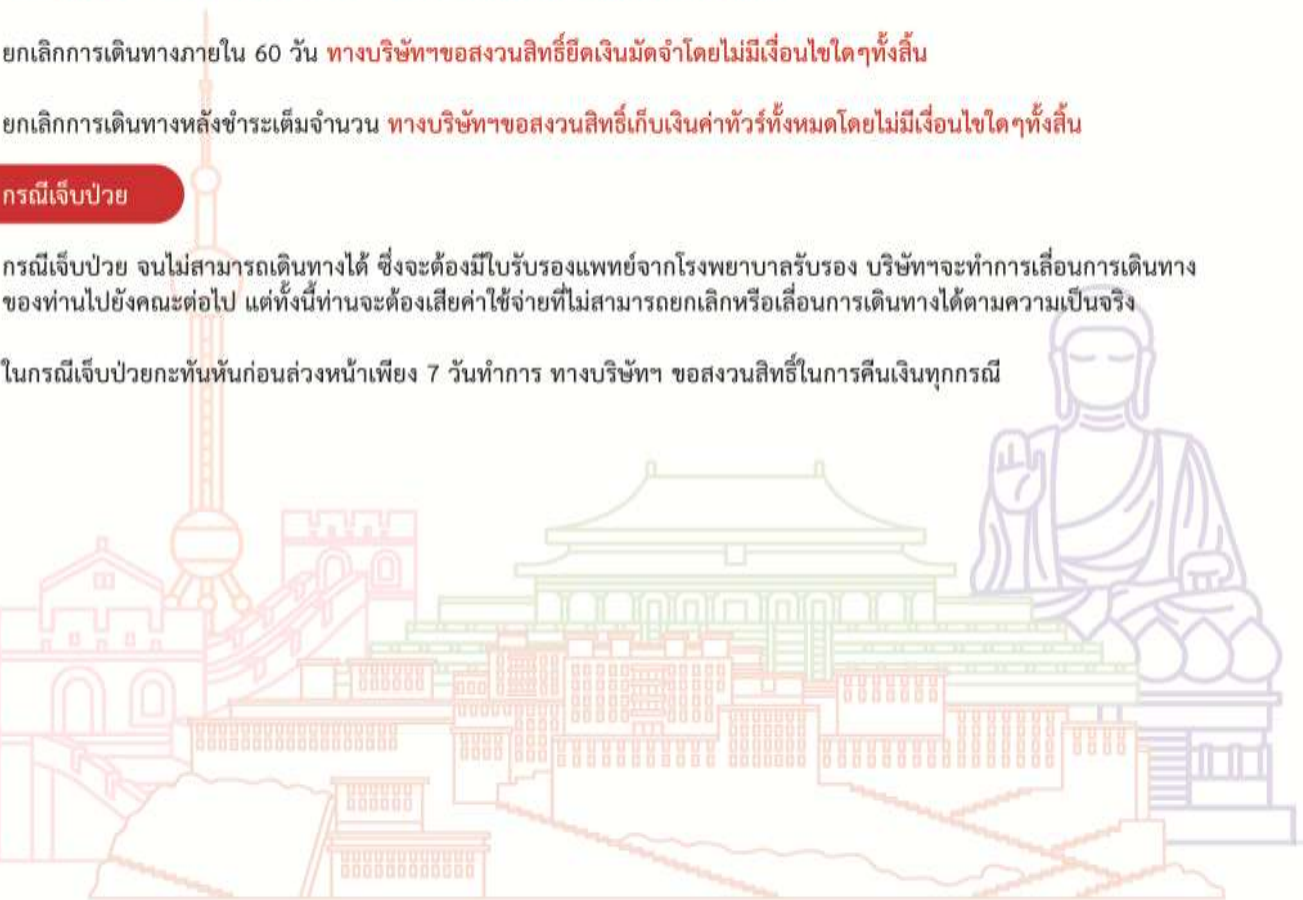 ยกเลิกการเดินทางภายใน 60 วัน ทางบริษัทฯขอสงวนสิทธิ์ยึดเงินมัดจำโดยไม่มีเงื่อนไขใดๆทั้งสิ้น
ยกเลิกการเดินทางหลังชำระเต็มจำนวน ทางบริษัทฯขอสงวนสิทธิ์เก็บเงินค่าทัวร์ทั้งหมดโดยไม่มีเงื่อนไขใดๆทั้งสิ้น
กรณีเจ็บป่วย
กรณีเจ็บป่วย จนไม่สามารถเดินทางได้ ซึ่งจะต้องมีใบรับรองแพทย์จากโรงพยาบาลรับรอง บริษัทฯจะทำการเลื่อนการเดินทาง
ของท่านไปยังคณะต่อไป แต่ทั้งนี้ท่านจะต้องเสียค่าใช้จ่ายที่ไม่สามารถยกเลิกหรือเลื่อนการเดินทางได้ตามความเป็นจริง
ในกรณีเจ็บป่วยกะทันหันก่อนล่วงหน้าเพียง 7 วันทำการ ทางบริษัทฯ ขอสงวนสิทธิ์ในการคืนเงินทุกกรณี